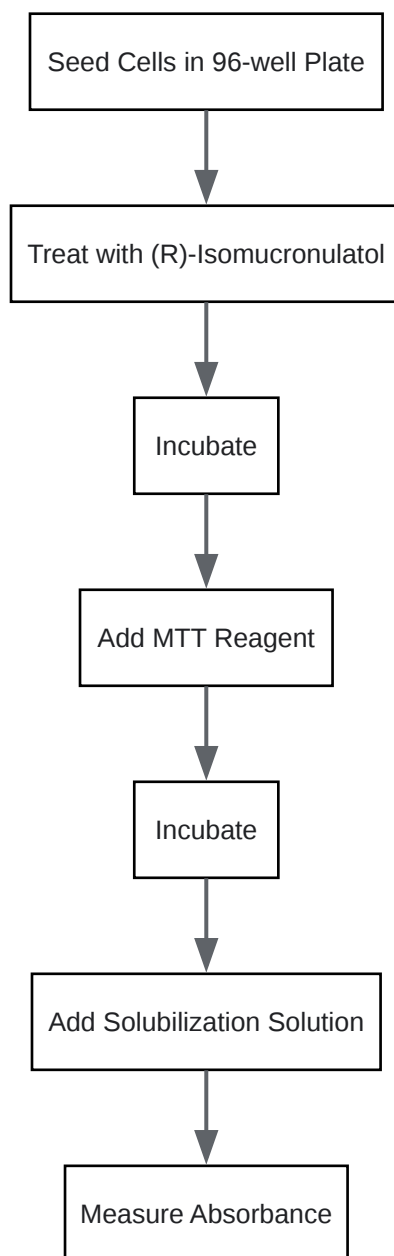 Seed Cells in 96-well Plate
Treat with (R)-Isomucronulatol
Incubate
Add MTT Reagent
Incubate
Add Solubilization Solution
Measure Absorbance